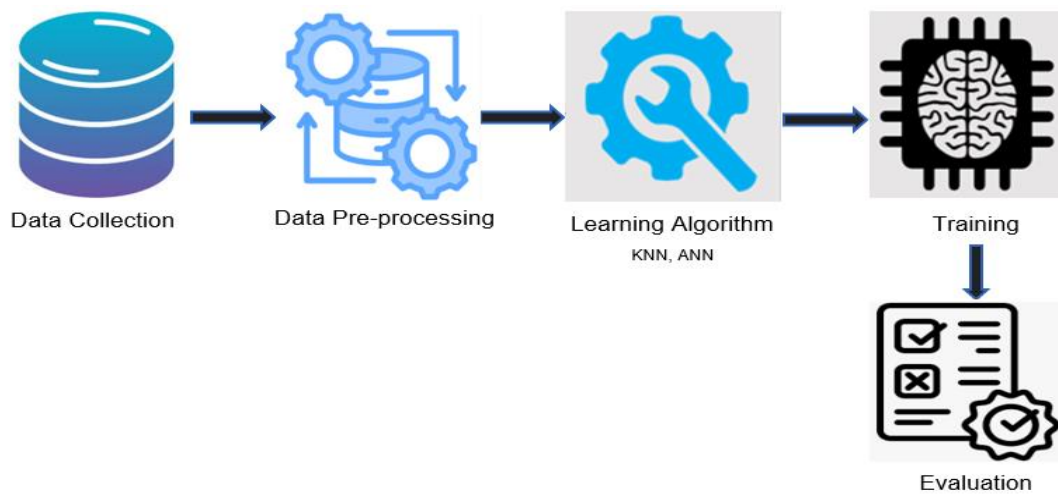 Data Collection
Data Pre-processing
Learning Algorithm
KNN, ANN
Training
Evaluation